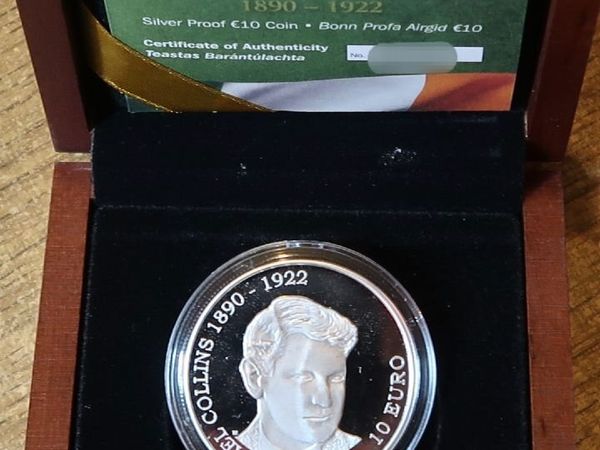 1890 – 1922
Silver Proof €10 Coin • Bonn Profa Airgid €10
Certificate of Authenticity
Teastas Barántúlachta
No.
EL COLLINS 1890 - 1922
10 EURO